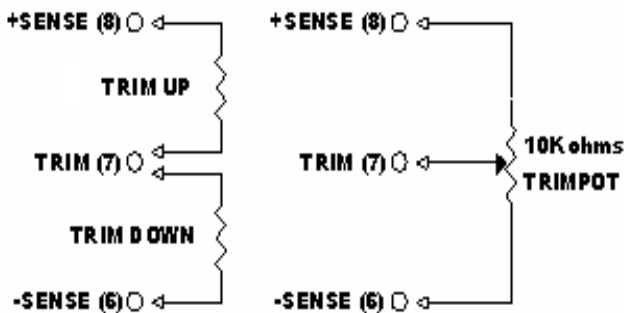 +SENSE (8)
TRIM UP
TRIM (7)
TRIM DOWN
-SENSE (6)
+SENSE (8)
10K ohms
TRIM (7)
TRIMPOT
-SENSE (6)